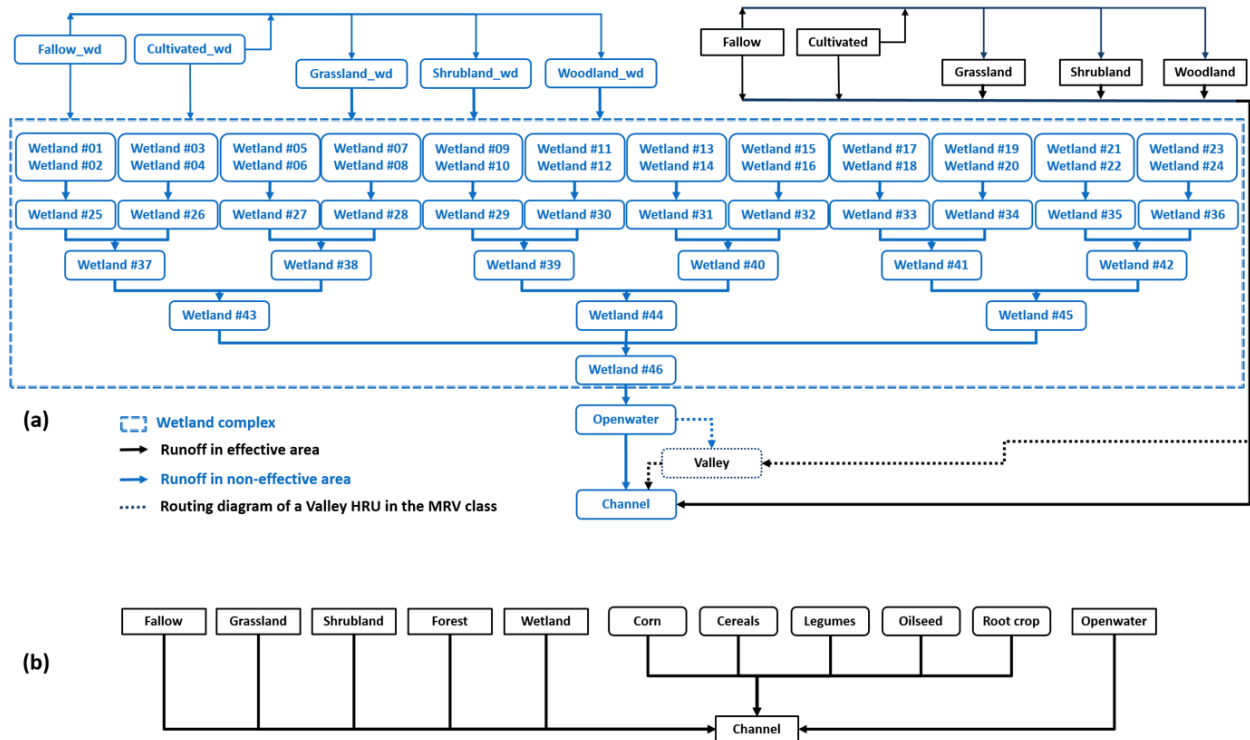 Fallow_wd
Cultivated_wd
Grassland_wd
Shrubland_wd
Woodland_wd
Fallow
Cultivated
Grassland
Shrubland
Woodland
Wetland #01
Wetland #02
Wetland #03
Wetland #04
Wetland #05
Wetland #06
Wetland #07
Wetland #08
Wetland #09
Wetland #10
Wetland #11
Wetland #12
Wetland #13
Wetland #14
Wetland #15
Wetland #16
Wetland #17
Wetland #18
Wetland #19
Wetland #20
Wetland #21
Wetland #22
Wetland #23
Wetland #24
Wetland #25
Wetland #26
Wetland #27
Wetland #28
Wetland #29
Wetland #30
Wetland #31
Wetland #32
Wetland #33
Wetland #34
Wetland #35
Wetland #36
Wetland #37
Wetland #38
Wetland #39
Wetland #40
Wetland #41
Wetland #42
Wetland #43
Wetland #44
Wetland #45
Wetland #46
Openwater
Valley
Channel
(a)
Wetland complex
Runoff in effective area
Runoff in non-effective area
Routing diagram of a Valley HRU in the MRV class
(b)
Fallow
Grassland
Shrubland
Forest
Wetland
Corn
Cereals
Legumes
Oilseed
Root crop
Openwater
Channel